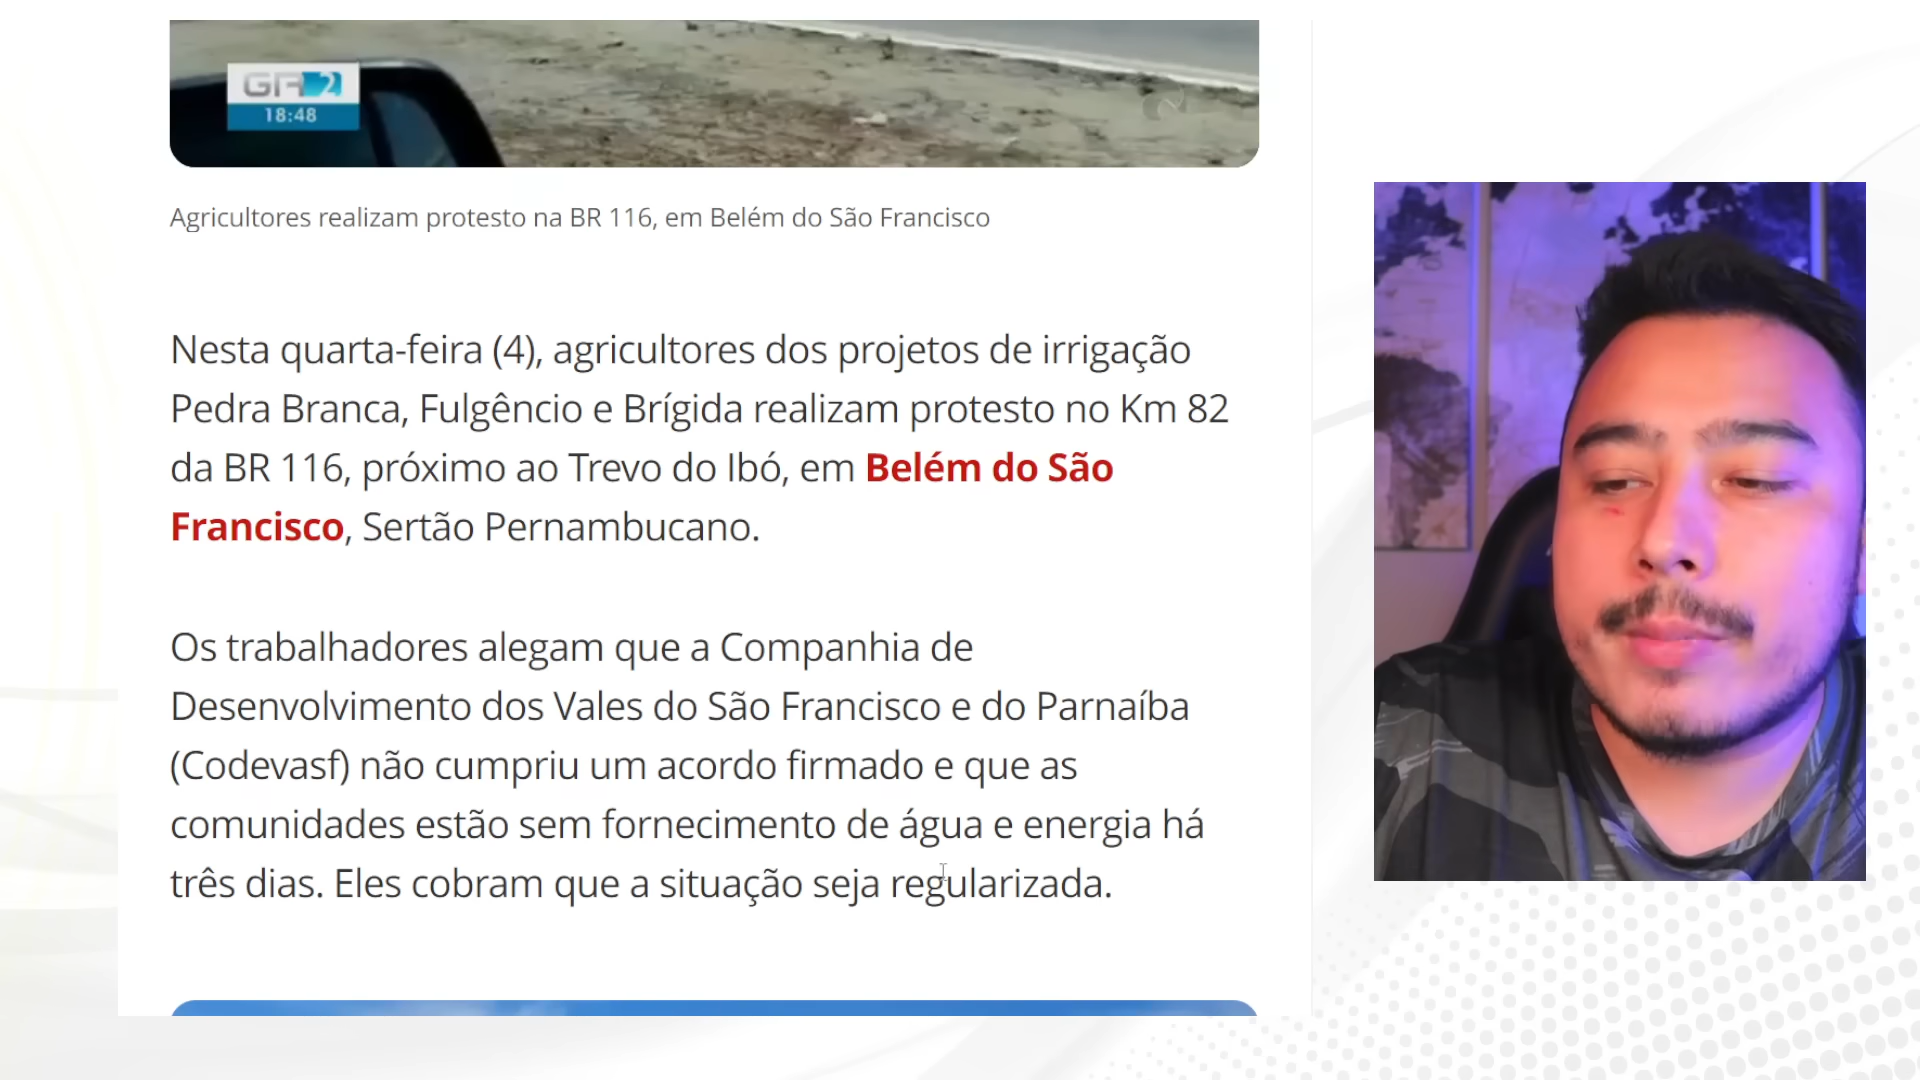 GR2
18:48
Agricultores realizam protesto na BR 116, em Belém do São Francisco
Nesta quarta-feira (4), agricultores dos projetos de irrigação
Pedra Branca, Fulgêncio e Brígida realizam protesto no Km 82
da BR 116, próximo ao Trevo do Ibó, em Belém do São
Francisco, Sertão Pernambucano.
Os trabalhadores alegam que a Companhia de
Desenvolvimento dos Vales do São Francisco e do Parnaíba
(Codevasf) não cumpriu um acordo firmado e que as
comunidades estão sem fornecimento de água e energia há
três dias. Eles cobram que a situação seja regularizada.